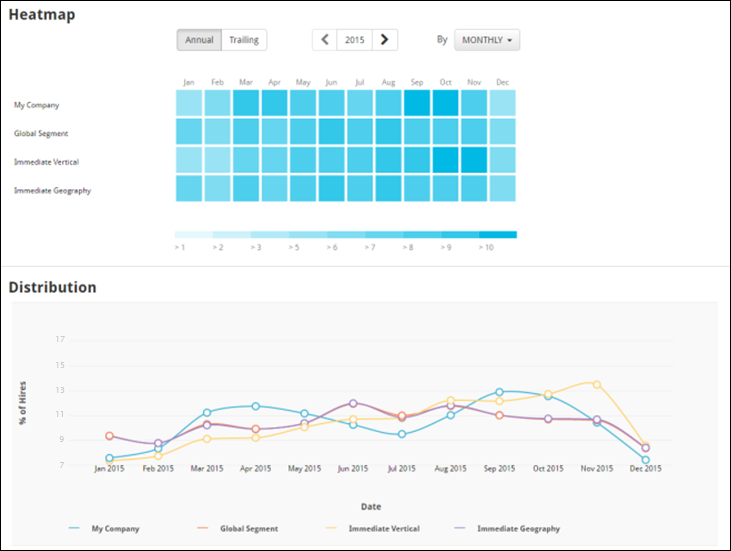 Heatmap
Annual Trailing 2015 By MONTHLY
Jan Feb Mar Apr May Jun Jul Aug Sep Oct Nov Dec
My Company
Global Segment
Immediate Vertical
Immediate Geography
> 1 > 2 > 3 > 5 > 6 > 7 > 8 > 9 > 10
Distribution
17
15
13
11
9
7
% of Hires
Jan 2015 Feb 2015 Mar 2015 Apr 2015 May 2015 Jun 2015 Jul 2015 Aug 2015 Sep 2015 Oct 2015 Nov 2015 Dec 2015
Date
My Company Global Segment Immediate Vertical Immediate Geography